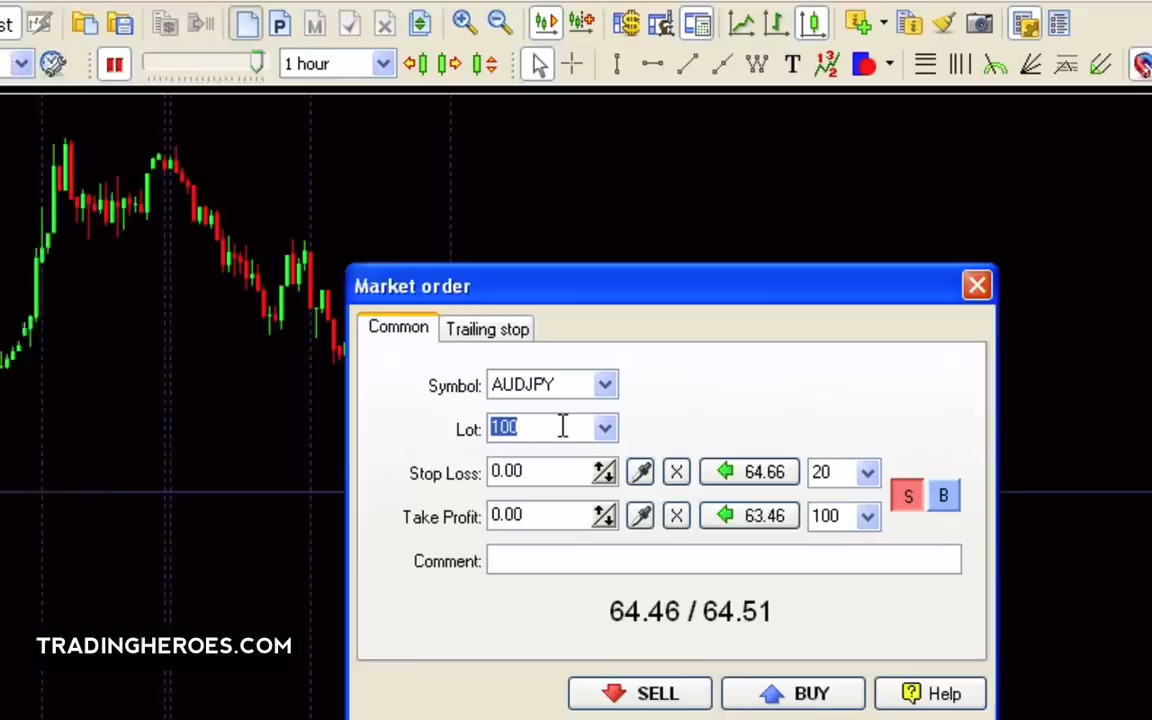 st
P
M
1 hour
T
Market order
Common
Trailing stop
Symbol: AUDJPY
Lot: 100
Stop Loss: 0.00 X 64.66 20
S B
Take Profit: 0.00 X 63.46 100
Comment:
64.46 / 64.51
TRADINGHEROES.COM
SELL BUY Help